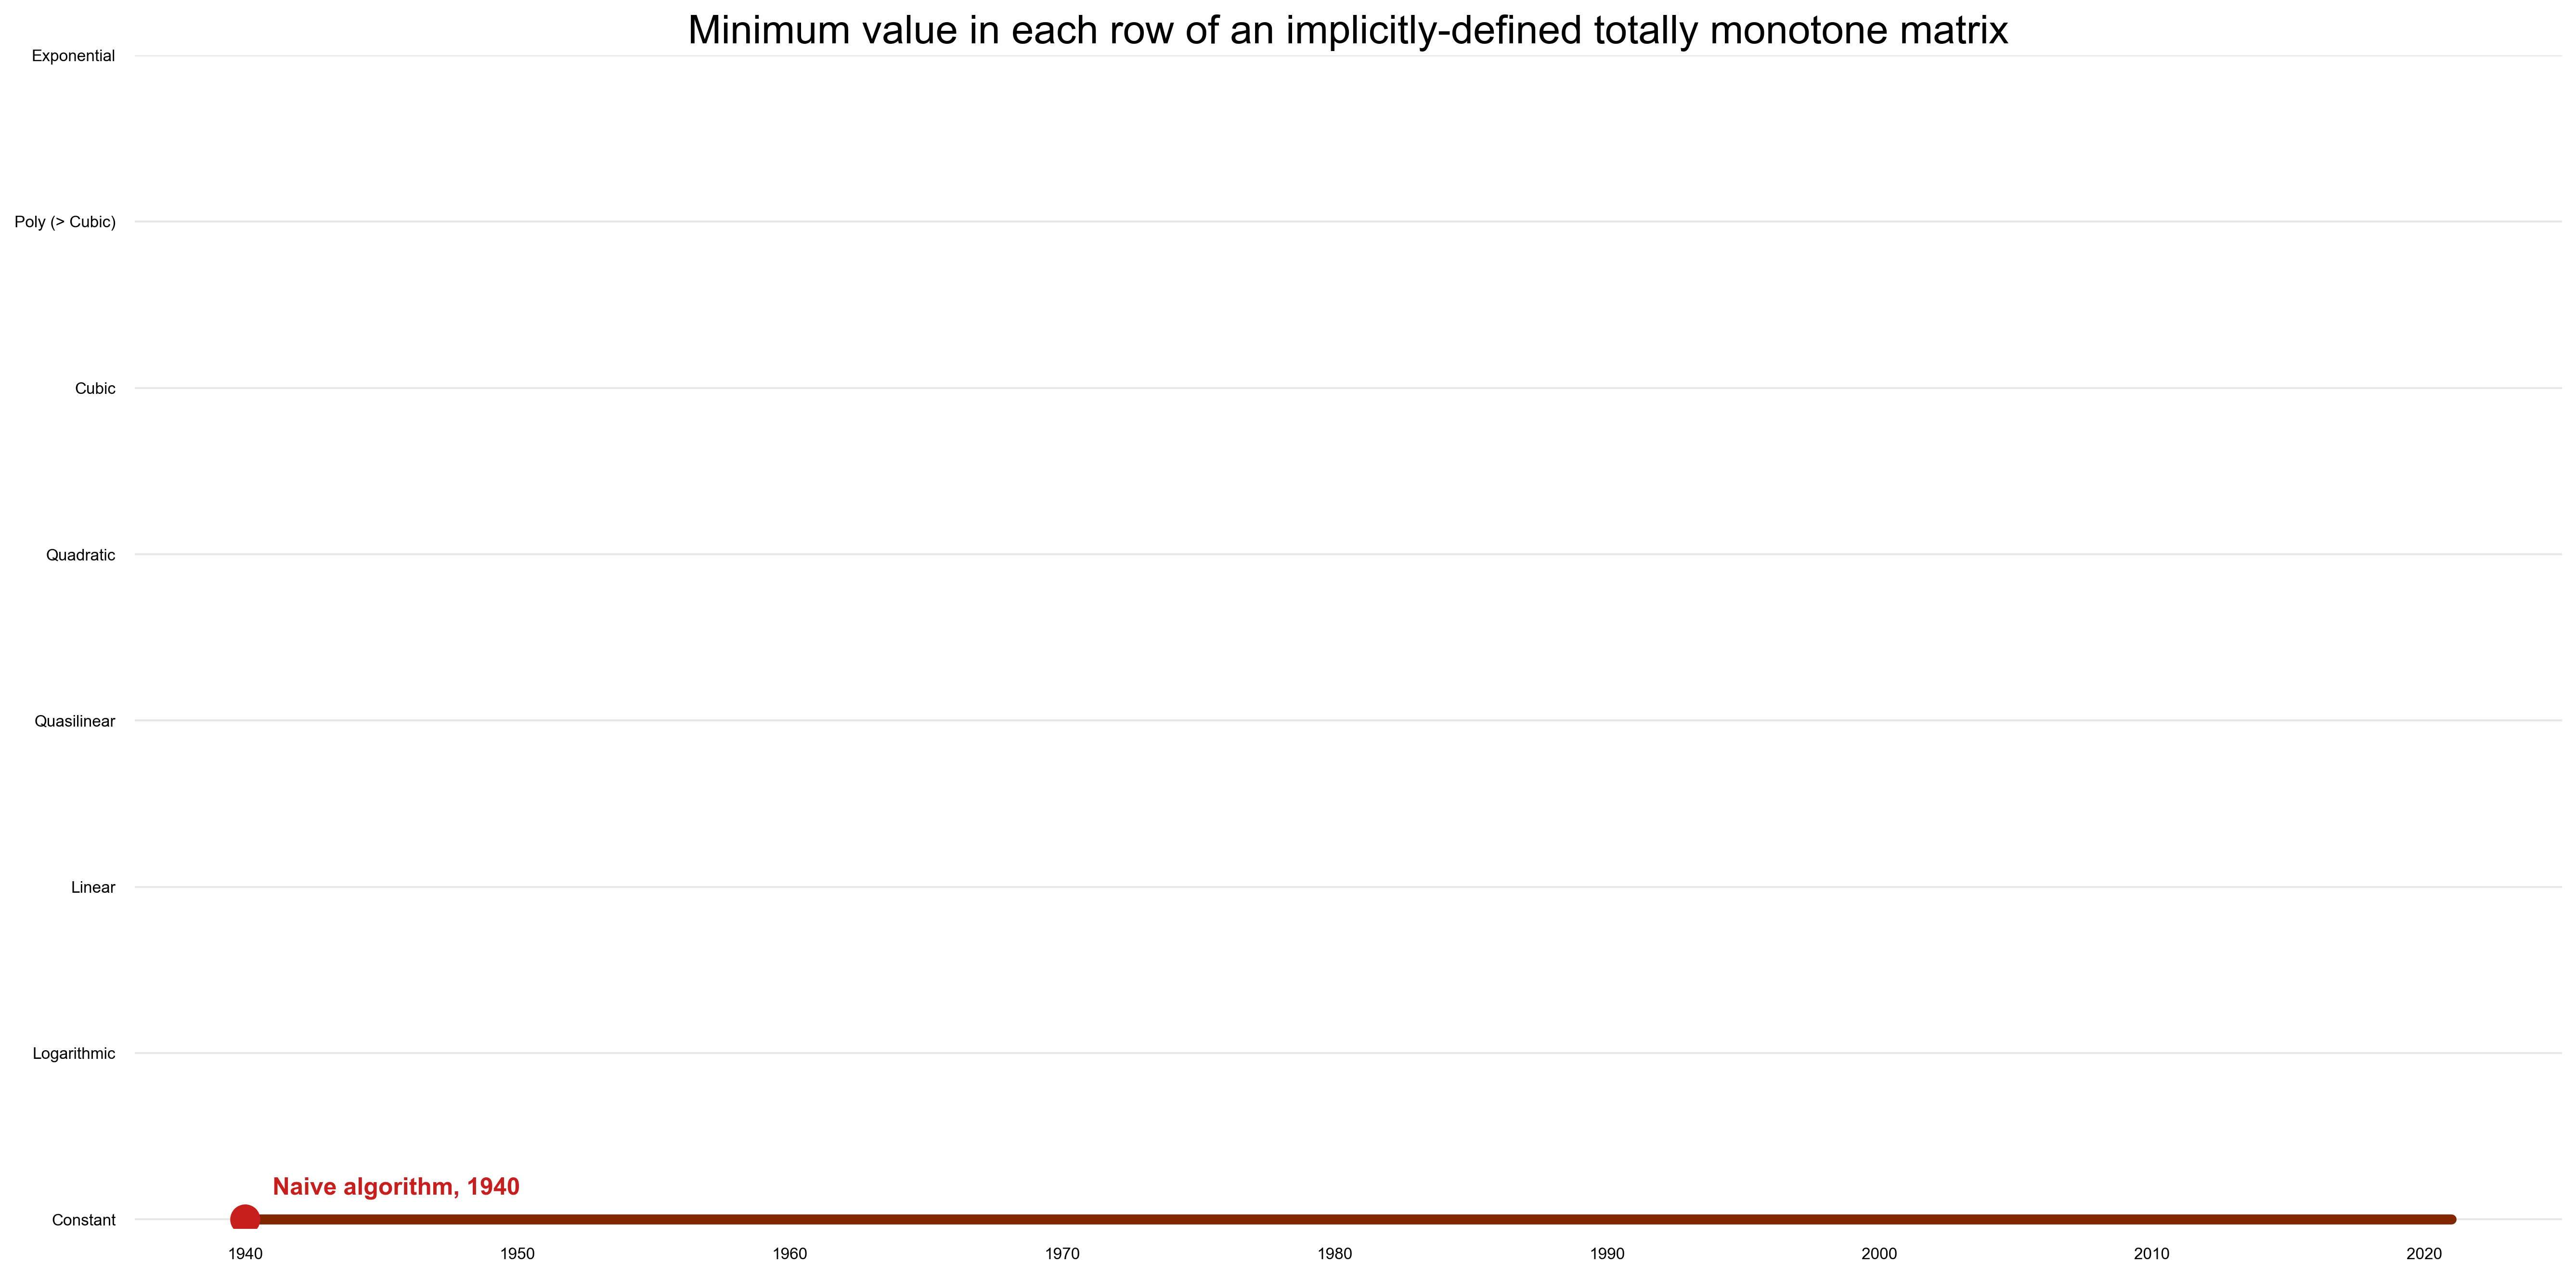 Minimum value in each row of an implicitly-defined totally monotone matrix
Exponential
Poly (> Cubic)
Cubic
Quadratic
Quasilinear
Linear
Logarithmic
Naive algorithm, 1940
Constant
1940 1950 1960 1970 1980 1990 2000 2010 2020